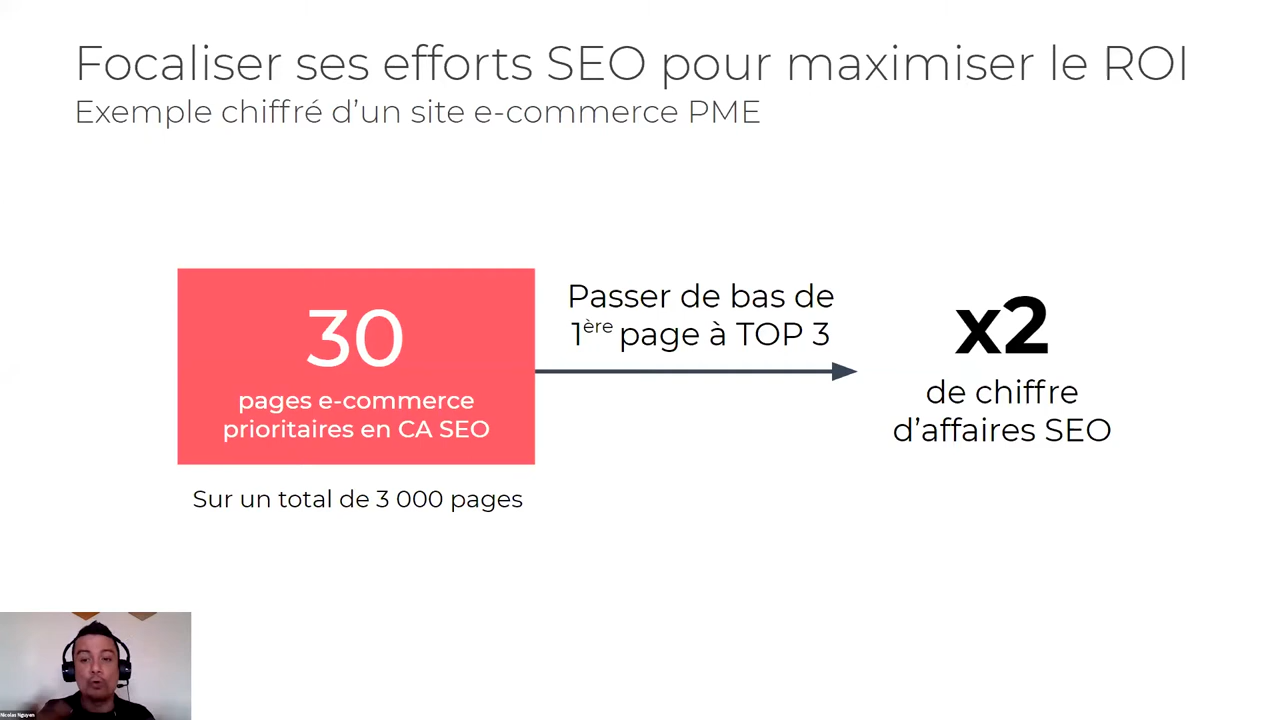 Focaliser ses efforts SEO pour maximiser le ROI
Exemple chiffré d'un site e-commerce PME
30
pages e-commerce
prioritaires en CA SEO
Sur un total de 3 000 pages
Passer de bas de
1ère page à TOP 3
x2
de chiffre
d'affaires SEO
Nicolas Nguyen